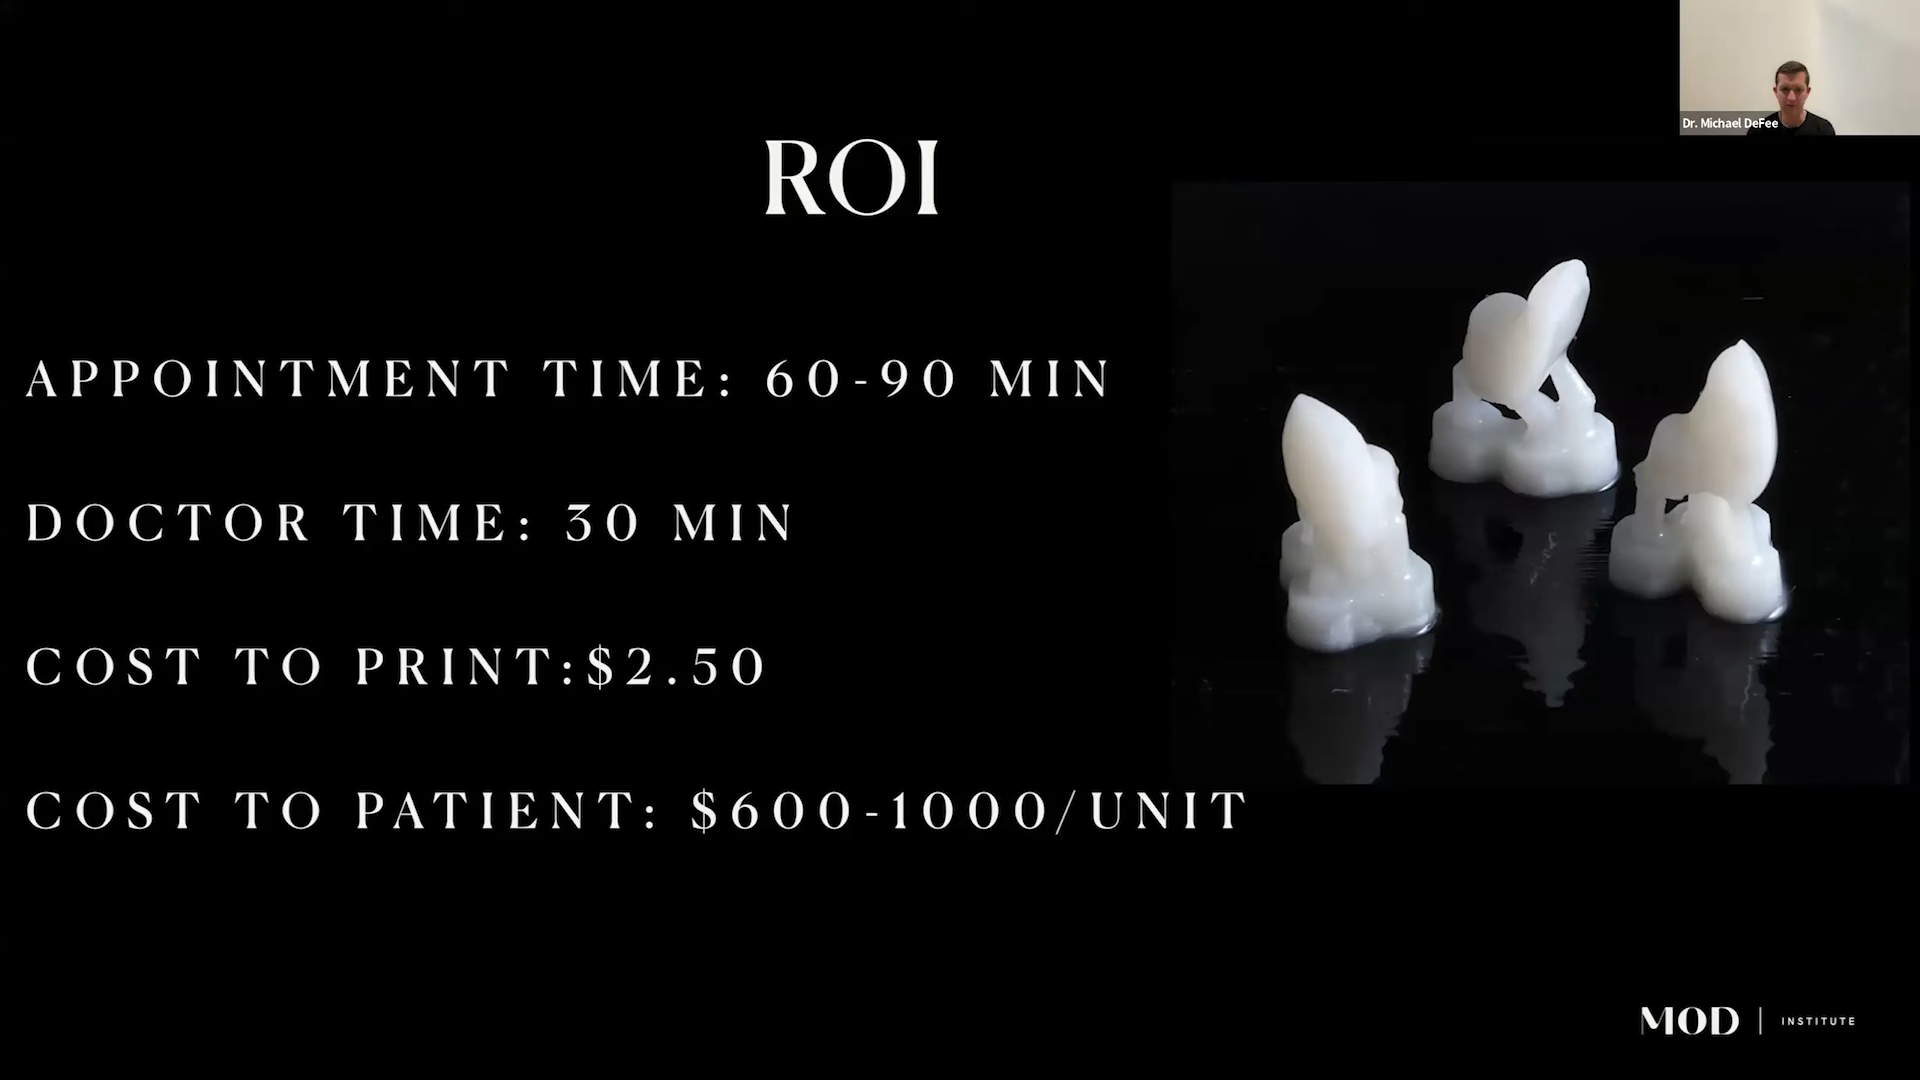 Dr. Michael DeFee
ROI
APPOINTMENT TIME: 60-90 MIN
DOCTOR TIME: 30 MIN
COST TO PRINT:$2.50
COST TO PATIENT: $600-1000/UNIT
MOD | INSTITUTE